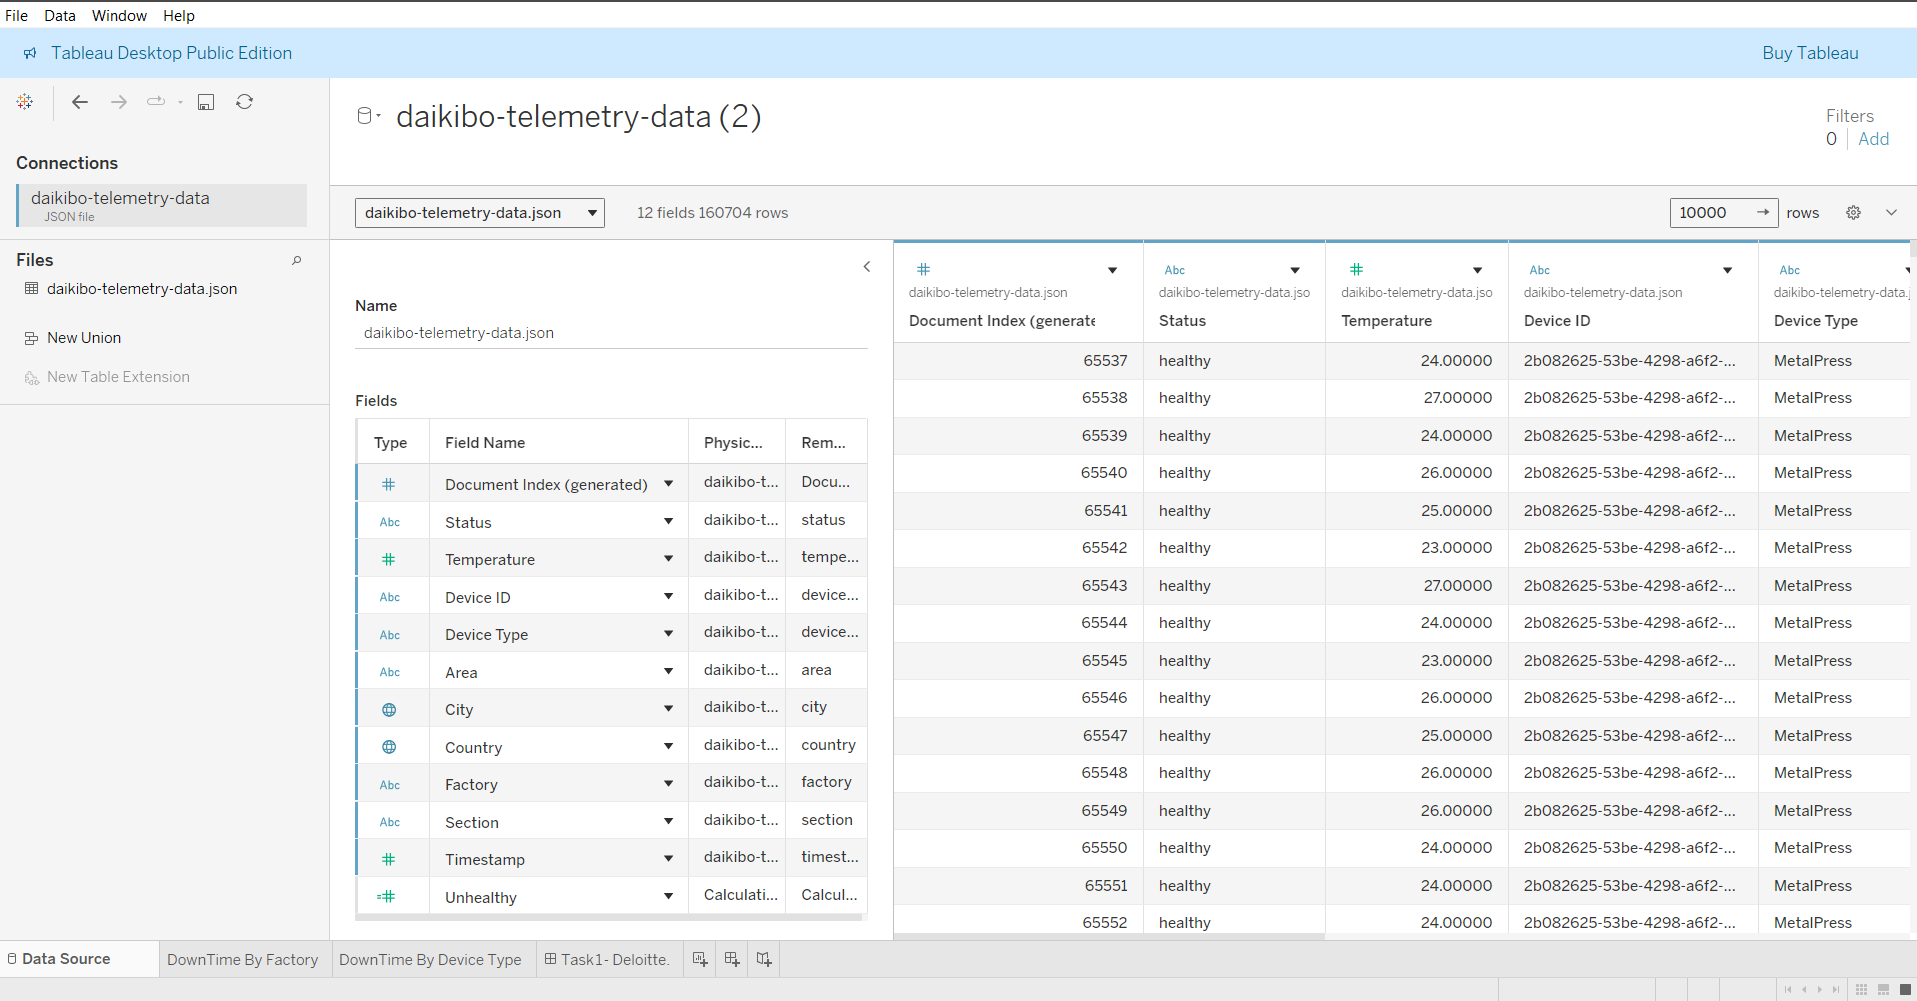 File Data Window Help
Tableau Desktop Public Edition
Buy Tableau
Connections
daikibo-telemetry-data
JSON file
Files
daikibo-telemetry-data.json
New Union
New Table Extension
daikibo-telemetry-data (2)
Filters
0 Add
daikibo-telemetry-data.json 12 fields 160704 rows
10000 → rows
Name
daikibo-telemetry-data.json
Fields
Type Field Name Physic... Rem...
# Document Index (generated) daikibo-t... Docu...
Abc Status daikibo-t... status
# Temperature daikibo-t... tempe...
Abc Device ID daikibo-t... device...
Abc Device Type daikibo-t... device...
Abc Area daikibo-t... area
City daikibo-t... city
Country daikibo-t... country
Abc Factory daikibo-t... factory
Abc Section daikibo-t... section
# Timestamp daikibo-t... timest...
=# Unhealthy Calculati... Calcul...
# Abc # Abc Abc
daikibo-telemetry-data.json daikibo-telemetry-data.jso daikibo-telemetry-data.jso daikibo-telemetry-data.json daikibo-telemetry-data.j
Document Index (generate Status Temperature Device ID Device Type
65537 healthy 24.00000 2b082625-53be-4298-a6f2-... MetalPress
65538 healthy 27.00000 2b082625-53be-4298-a6f2-... MetalPress
65539 healthy 24.00000 2b082625-53be-4298-a6f2-... MetalPress
65540 healthy 26.00000 2b082625-53be-4298-a6f2-... MetalPress
65541 healthy 25.00000 2b082625-53be-4298-a6f2-... MetalPress
65542 healthy 23.00000 2b082625-53be-4298-a6f2-... MetalPress
65543 healthy 27.00000 2b082625-53be-4298-a6f2-... MetalPress
65544 healthy 24.00000 2b082625-53be-4298-a6f2-... MetalPress
65545 healthy 23.00000 2b082625-53be-4298-a6f2-... MetalPress
65546 healthy 26.00000 2b082625-53be-4298-a6f2-... MetalPress
65547 healthy 25.00000 2b082625-53be-4298-a6f2-... MetalPress
65548 healthy 26.00000 2b082625-53be-4298-a6f2-... MetalPress
65549 healthy 26.00000 2b082625-53be-4298-a6f2-... MetalPress
65550 healthy 24.00000 2b082625-53be-4298-a6f2-... MetalPress
65551 healthy 24.00000 2b082625-53be-4298-a6f2-... MetalPress
65552 healthy 24.00000 2b082625-53be-4298-a6f2-... MetalPress
Data Source DownTime By Factory DownTime By Device Type Task1- Deloitte.